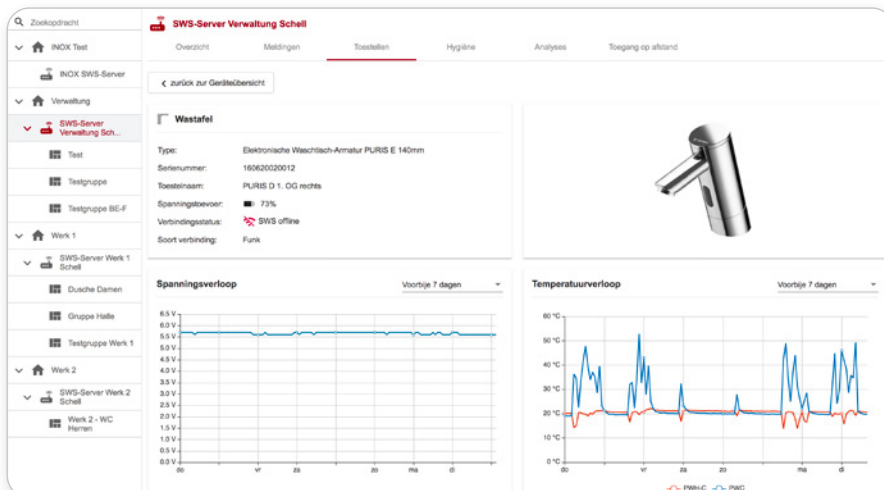 Zoekopdracht
INOX Test
INOX SWS-Server
Verwaltung
SWS-Server
Verwaltung Sch...
Test
Testgruppe
Testgruppe BE-F
Werk 1
SWS-Server Werk 1
Schell
Dusche Damen
Gruppe Halle
Testgruppe Werk 1
Werk 2
SWS-Server Werk 2
Schell
Werk 2 - WC
Herren
SWS-Server Verwaltung Schell
Overzicht Meldingen Toestellen Hygiëne Analyses Toegang op afstand
zurück zur Geräteübersicht
Wastafel
Type: Elektronische Waschtisch-Armatur PURIS E 140mm
Serienummer: 160620020012
Toestelnaam: PURIS D 1. OG rechts
Spanningstoevoer: 73%
Verbindingsstatus: SWS offline
Soort verbinding: Funk
Spanningsverloop Voorbije 7 dagen
6.5 V
6.0 V
5.5 V
5.0 V
4.5 V
4.0 V
3.5 V
3.0 V
2.5 V
2.0 V
1.5 V
1.0 V
0.5 V
0.0 V
do vr za zo ma di
Temperatuurverloop Voorbije 7 dagen
60 °C
50 °C
40 °C
30 °C
20 °C
10 °C
0 °C
do vr za zo ma di
PWH-C PWC